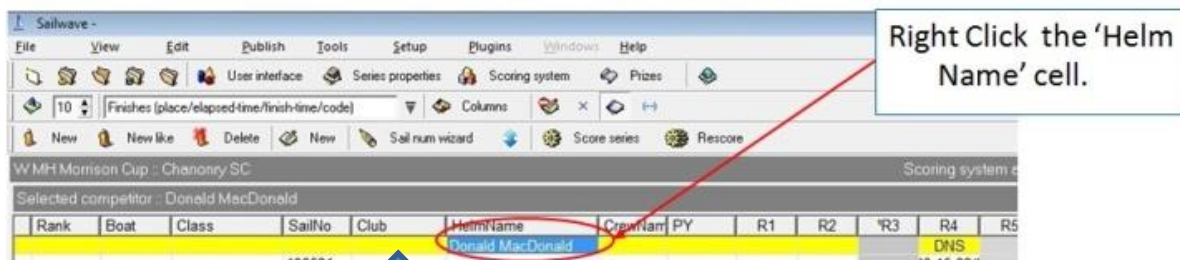 Sailwave -
File View Edit Publish Tools Setup Plugins Windows Help
Right Click the ‘Helm Name’ cell.
User interface Series properties Scoring system Prizes
10 Finishes (place/elapsed-time/finish-time/code) Columns
New New like Delete New Sail num wizard Score series Rescore
W MH Morrison Cup :: Chanonry SC Scoring system
Selected competitor :: Donald MacDonald
Rank Boat Class SailNo Club HelmName CrewNam PY R1 R2 *R3 R4 R5
Donald MacDonald DNS